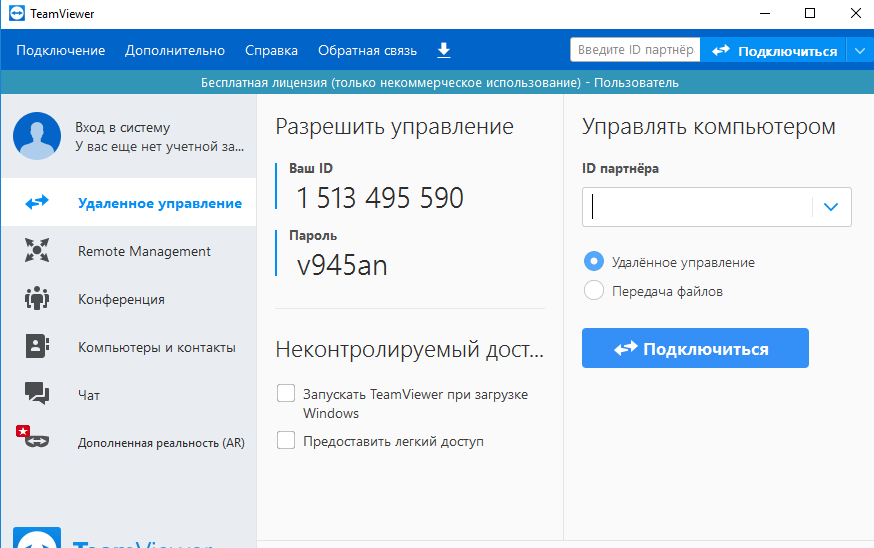 TeamViewer
Подключение Дополнительно Справка Обратная связь Введите ID партнёр Подключиться
Бесплатная лицензия (только некоммерческое использование) - Пользователь
Вход в систему
У вас еще нет учетной за...
Удаленное управление
Remote Management
Конференция
Компьютеры и контакты
Чат
Дополненная реальность (AR)
TeamViewer
Разрешить управление
Ваш ID
1 513 495 590
Пароль
v945an
Неконтролируемый дост...
Запускать TeamViewer при загрузке
Windows
Предоставить легкий доступ
Управлять компьютером
ID партнёра
Удалённое управление
Передача файлов
Подключиться